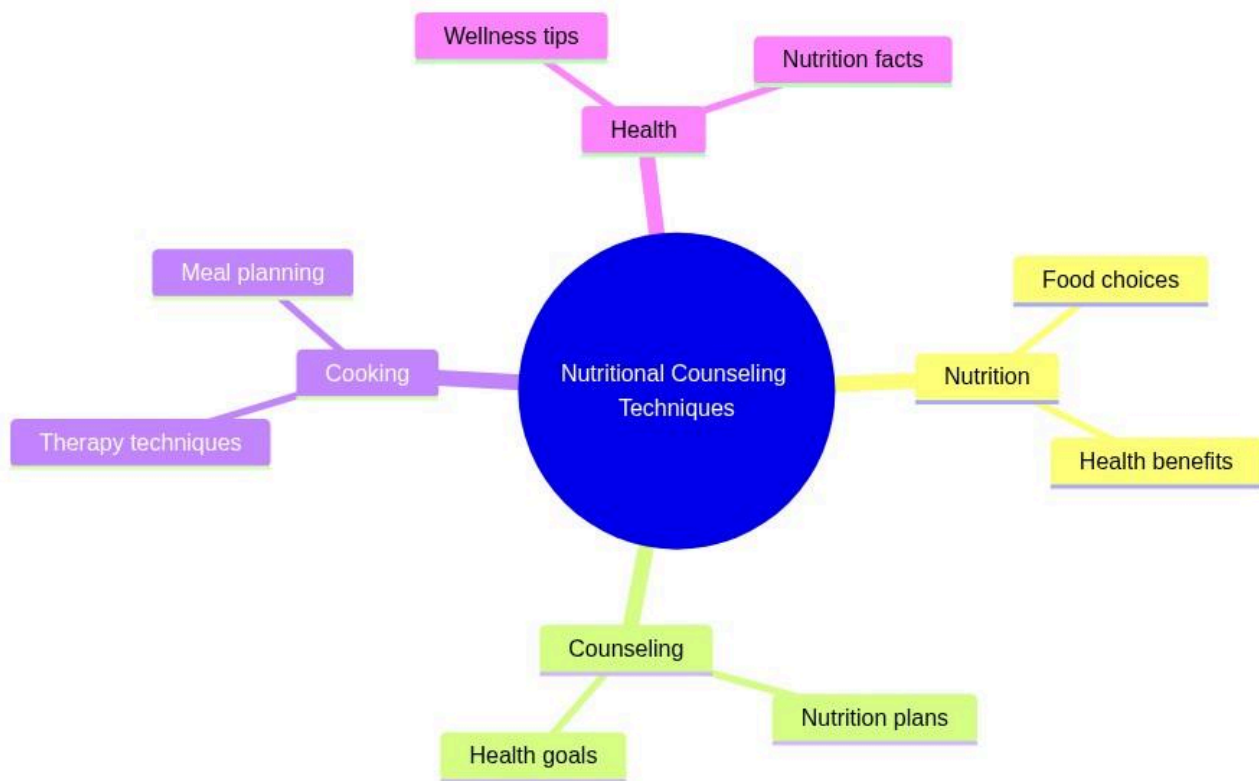 Wellness tips
Nutrition facts
Health
Meal planning
Food choices
Cooking
Nutritional Counseling
Techniques
Nutrition
Therapy techniques
Health benefits
Counseling
Nutrition plans
Health goals